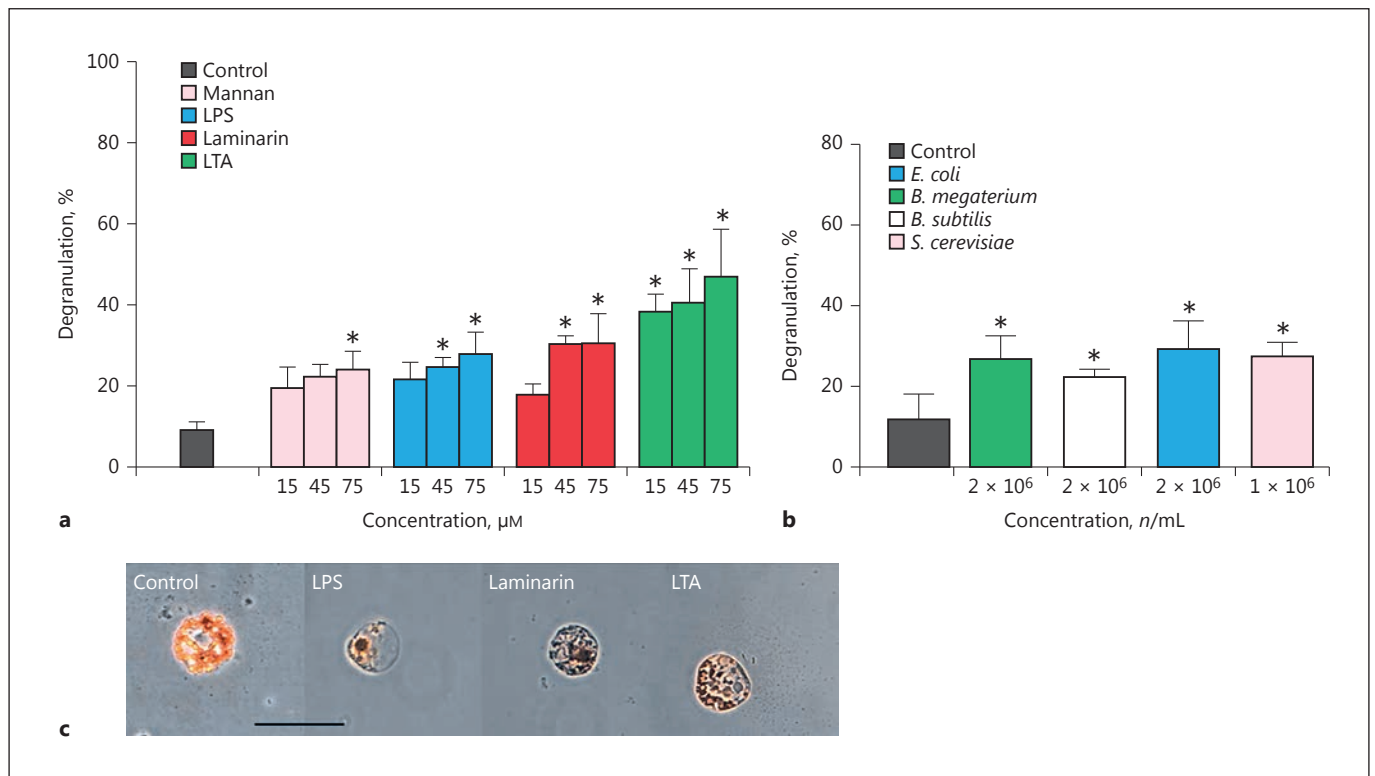 100
80
60
40
20
0
Degranulation, %
Control
Mannan
LPS
Laminarin
LTA
*
*
*
*
*
*
*
*
15 45 75 15 45 75 15 45 75 15 45 75
a
Concentration, µM
80
60
40
20
0
Degranulation, %
Control
E. coli
B. megaterium
B. subtilis
S. cerevisiae
*
*
*
*
2 × 10⁶ 2 × 10⁶ 2 × 10⁶ 1 × 10⁶
b
Concentration, n/mL
Control LPS Laminarin LTA
c